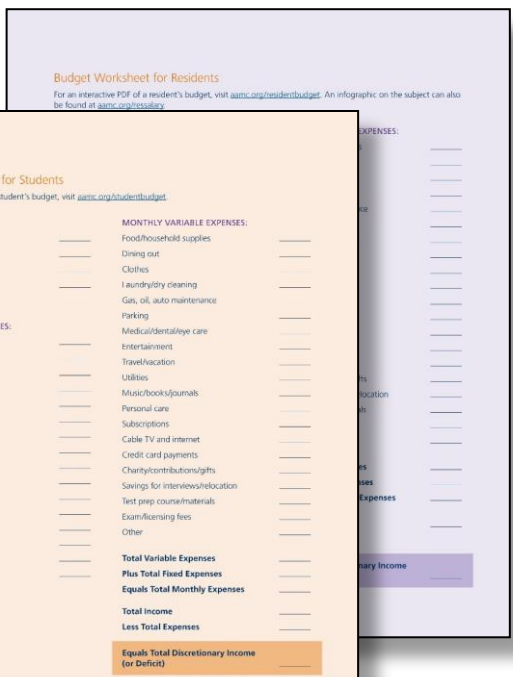 Budget Worksheet for Residents
For an interactive PDF of a resident's budget, visit aamc.org/residentbudget. An infographic on the subject can also
be found at aamc.org/ressalary.
EXPENSES:
for Students
student's budget, visit aamc.org/studentbudget.
MONTHLY VARIABLE EXPENSES:
Food/household supplies
Dining out
Clothes
Laundry/dry cleaning
Gas, oil, auto maintenance
Parking
Medical/dental/eye care
Entertainment
Travel/vacation
Utilities
Music/books/journals
Personal care
Subscriptions
Cable TV and internet
Credit card payments
Charity/contributions/gifts
Savings for interviews/relocation
Test prep course/materials
Exam/licensing fees
Other
Total Variable Expenses
Plus Total Fixed Expenses
Equals Total Monthly Expenses
Total Income
Less Total Expenses
Equals Total Discretionary Income
(or Deficit)
Expenses
Income